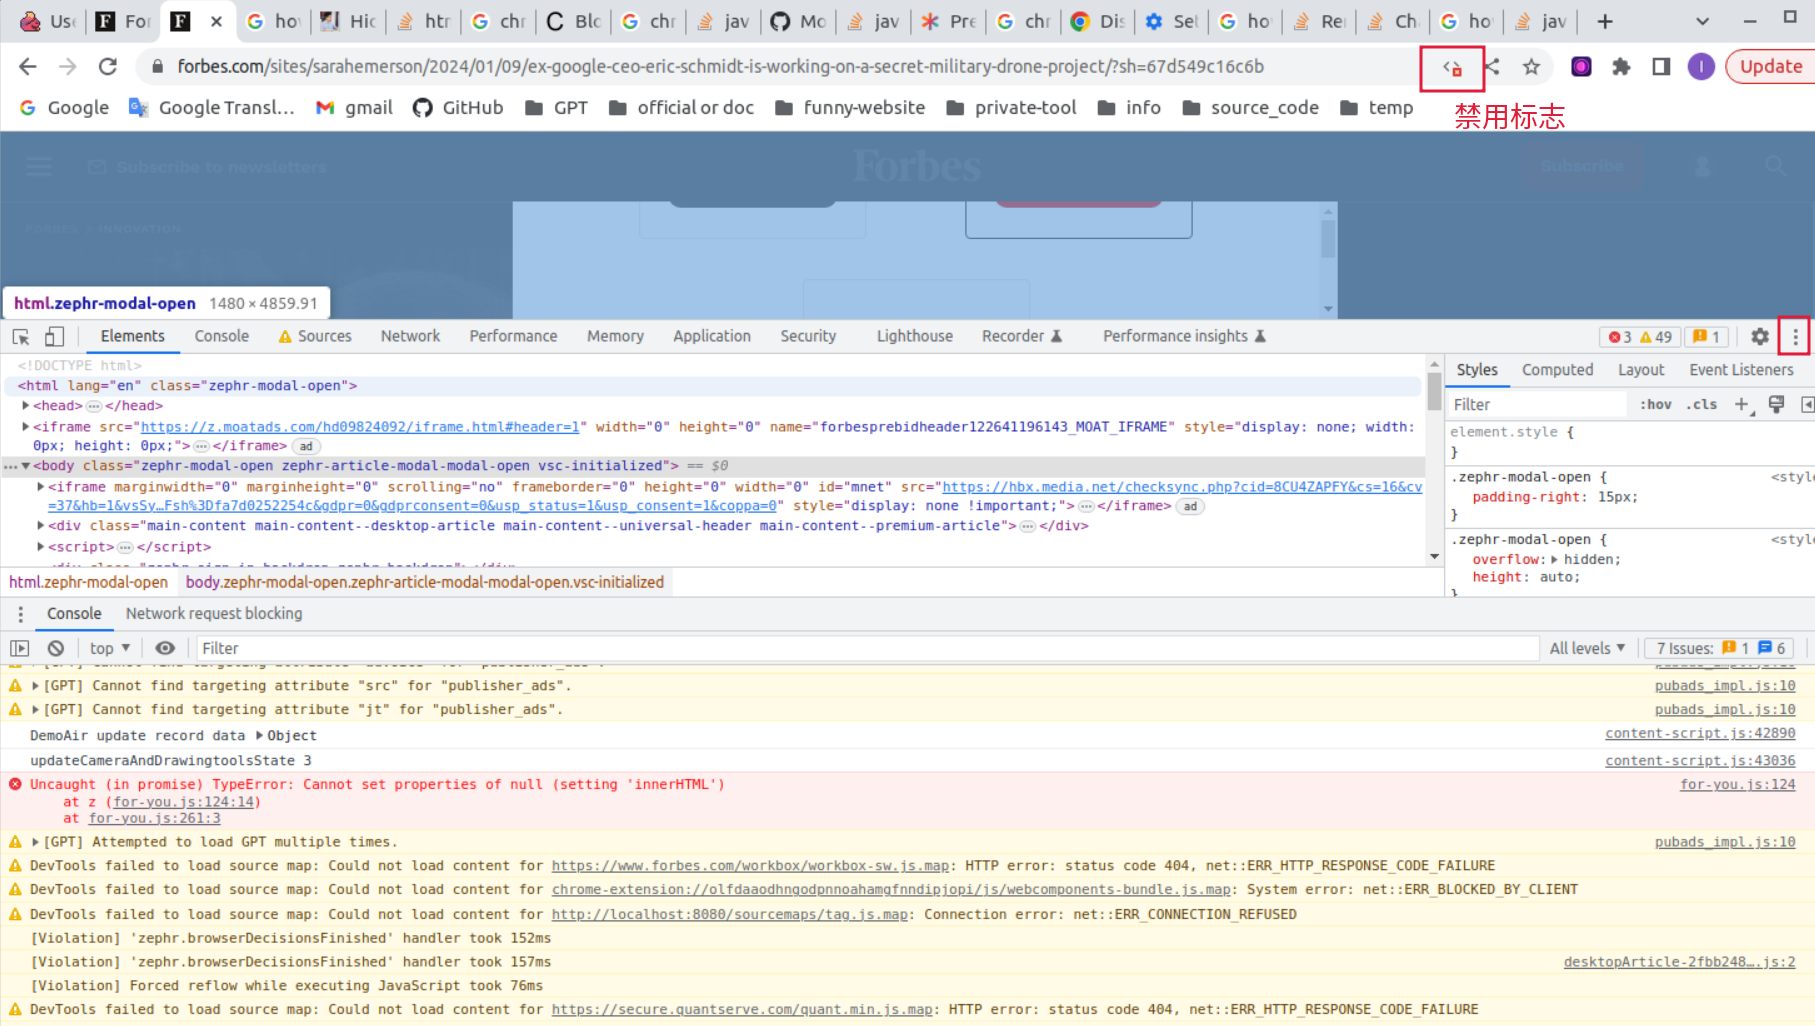 Use
For
ho
Hic
htr
chr
Blo
chr
jav
Mo
jav
Pre
chr
Dis
Set
ho
Rer
Ch
ho
jav
forbes.com/sites/sarahemerson/2024/01/09/ex-google-ceo-eric-schmidt-is-working-on-a-secret-military-drone-project/?sh=67d549c16c6b
I
Update
Google
Google Transl...
gmail
GitHub
GPT
official or doc
funny-website
private-tool
info
source_code
temp
禁用标志
Subscribe to newsletters
Forbes
Subscribe
FORBES
INNOVATION
html.zephr-modal-open 1480 × 4859.91
Elements Console Sources Network Performance Memory Application Security Lighthouse Recorder Performance insights 3 49 1
<!DOCTYPE html>
<html lang="en" class="zephr-modal-open">
<head>…</head>
<iframe src="https://z.moatads.com/hd09824092/iframe.html#header=1" width="0" height="0" name="forbesprebidheader122641196143_MOAT_IFRAME" style="display: none; width:
0px; height: 0px;">…</iframe> ad
…<body class="zephr-modal-open zephr-article-modal-modal-open vsc-initialized"> == $0
<iframe marginwidth="0" marginheight="0" scrolling="no" frameborder="0" height="0" width="0" id="mnet" src="https://hbx.media.net/checksync.php?cid=8CU4ZAPFY&cs=16&cv
=37&hb=1&vsSy…Fsh%3Dfa7d0252254c&gdpr=0&gdprconsent=0&usp_status=1&usp_consent=1&coppa=0" style="display: none !important;">…</iframe> ad
<div class="main-content main-content--desktop-article main-content--universal-header main-content--premium-article">…</div>
<script>…</script>
html.zephr-modal-open body.zephr-modal-open.zephr-article-modal-modal-open.vsc-initialized
Styles Computed Layout Event Listeners
Filter :hov .cls +
element.style {
}
.zephr-modal-open { <style
padding-right: 15px;
}
.zephr-modal-open { <style
overflow: hidden;
height: auto;
}
Console Network request blocking
top Filter All levels 7 Issues: 1 6
[GPT] Cannot find targeting attribute "src" for "publisher_ads". pubads_impl.js:10
[GPT] Cannot find targeting attribute "jt" for "publisher_ads". pubads_impl.js:10
DemoAir update record data Object content-script.js:42890
updateCameraAndDrawingtoolsState 3 content-script.js:43036
Uncaught (in promise) TypeError: Cannot set properties of null (setting 'innerHTML') for-you.js:124
at z (for-you.js:124:14)
at for-you.js:261:3
[GPT] Attempted to load GPT multiple times. pubads_impl.js:10
DevTools failed to load source map: Could not load content for https://www.forbes.com/workbox/workbox-sw.js.map: HTTP error: status code 404, net::ERR_HTTP_RESPONSE_CODE_FAILURE
DevTools failed to load source map: Could not load content for chrome-extension://olfdaaodhngodpnnoahamgfnndipjopi/js/webcomponents-bundle.js.map: System error: net::ERR_BLOCKED_BY_CLIENT
DevTools failed to load source map: Could not load content for http://localhost:8080/sourcemaps/tag.js.map: Connection error: net::ERR_CONNECTION_REFUSED
[Violation] 'zephr.browserDecisionsFinished' handler took 152ms
[Violation] 'zephr.browserDecisionsFinished' handler took 157ms desktopArticle-2fbb248….js:2
[Violation] Forced reflow while executing JavaScript took 76ms
DevTools failed to load source map: Could not load content for https://secure.quantserve.com/quant.min.js.map: HTTP error: status code 404, net::ERR_HTTP_RESPONSE_CODE_FAILURE